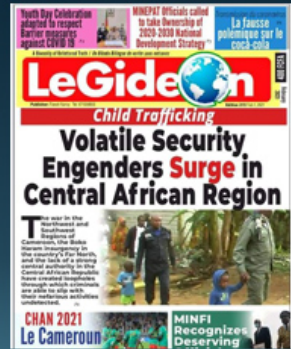 Youth Day Celebration
adapted to respect
Barrier measures
against COVID 19
MINEPAT Officials called
to take Ownership of
2020-2030 National
Development Strategy
La fausse
polémique sur le
coca-cola
LeGideon
400 FCFA
Child Trafficking
Volatile Security
Engenders Surge in
Central African Region
The war in the
Northwest and
Southwest
Regions of
Cameroon, the Boko
Haram insurgency in
the country's Far North,
and the lack of a strong
central authority in the
Central African Republic
have created loopholes
through which criminals
are able to slip with
their nefarious activities
undetected.
CHAN 2021
Le Cameroun
MINFI
Recognizes
Deserving